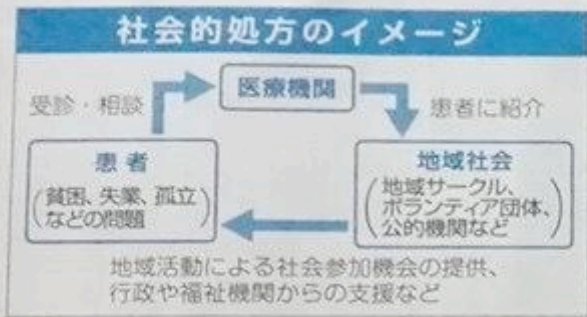 社会的処方のイメージ
医療機関
受診・相談
患者に紹介
患者
(貧困、失業、孤立
などの問題)
地域社会
(地域サークル、
ボランティア団体、
公的機関など)
地域活動による社会参加機会の提供、
行政や福祉機関からの支援など